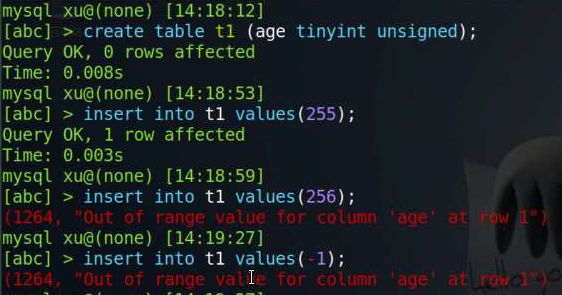 mysql xu@(none) [14:18:12]
[abc] > create table t1 (age tinyint unsigned);
Query OK, 0 rows affected
Time: 0.008s
mysql xu@(none) [14:18:53]
[abc] > insert into t1 values(255);
Query OK, 1 row affected
Time: 0.003s
mysql xu@(none) [14:18:59]
[abc] > insert into t1 values(256);
(1264, "Out of range value for column 'age' at row 1")
mysql xu@(none) [14:19:27]
[abc] > insert into t1 values(-1);
(1264, "Out of range value for column 'age' at row 1")